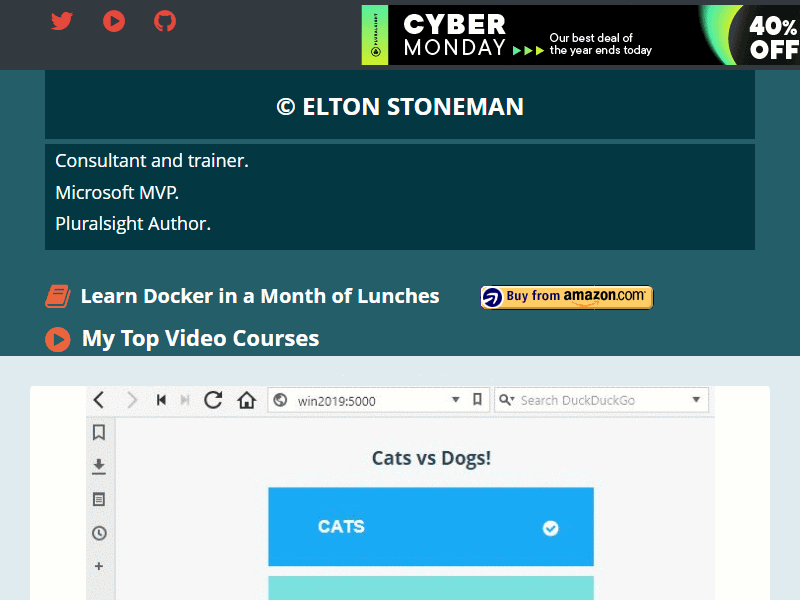 PLURALSIGHT
CYBER
MONDAY
Our best deal of
the year ends today
40%
OFF
© ELTON STONEMAN
Consultant and trainer.
Microsoft MVP.
Pluralsight Author.
Learn Docker in a Month of Lunches
Buy from amazon.com
My Top Video Courses
win2019:5000
Search DuckDuckGo
Cats vs Dogs!
CATS